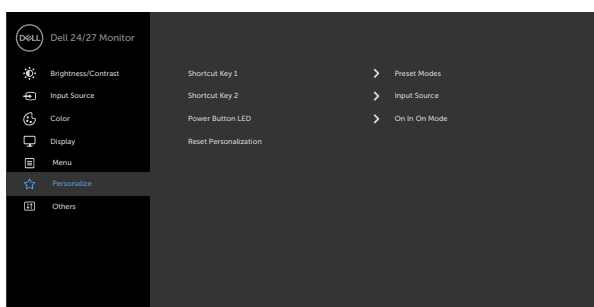 DELL Dell 24/27 Monitor
Brightness/Contrast Shortcut Key 1 Preset Modes
Input Source Shortcut Key 2 Input Source
Color Power Button LED On In On Mode
Display Reset Personalization
Menu
Personalize
Others